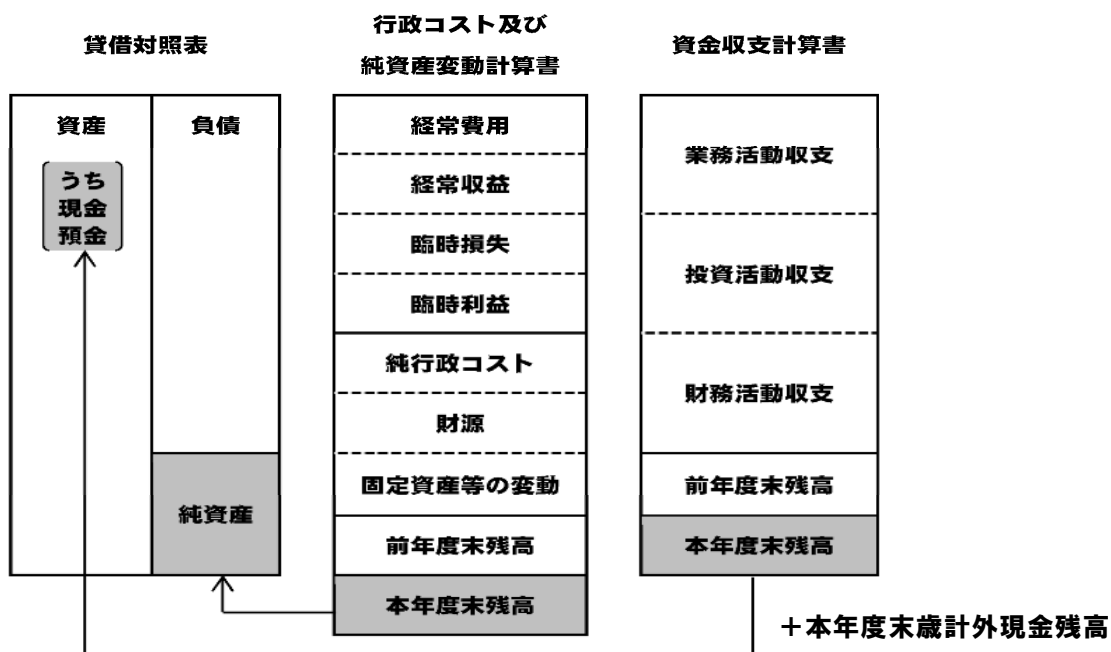 貸借対照表
資産
負債
うち
現金
預金
純資産
行政コスト及び
純資産変動計算書
経常費用
経常収益
臨時損失
臨時利益
純行政コスト
財源
固定資産等の変動
前年度末残高
本年度末残高
資金収支計算書
業務活動収支
投資活動収支
財務活動収支
前年度末残高
本年度末残高
＋本年度末歳計外現金残高